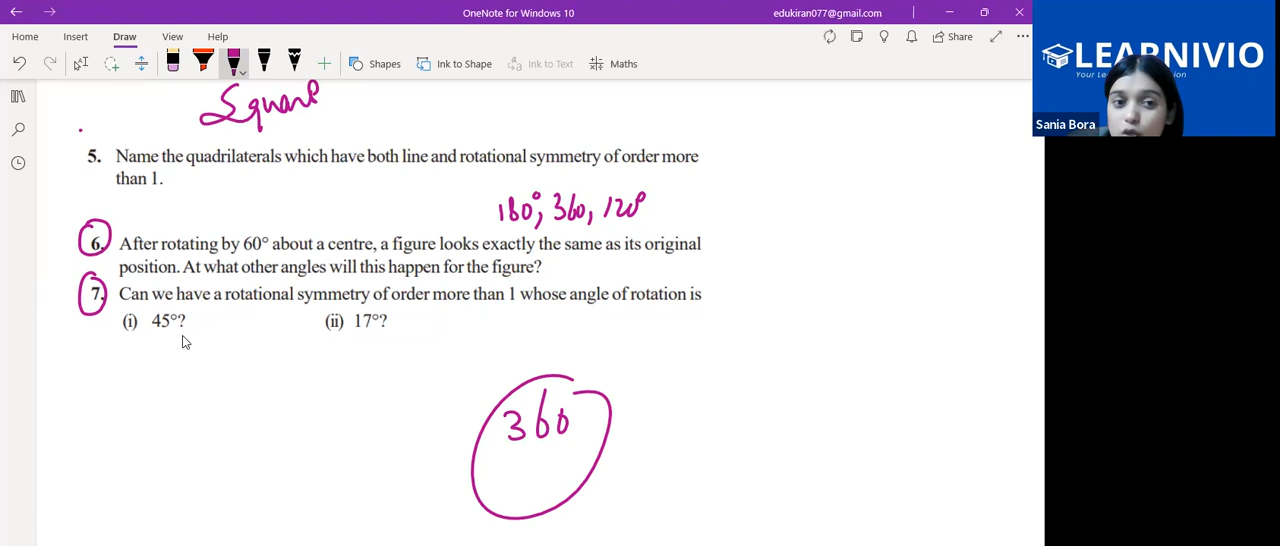 OneNote for Windows 10
edukiran077@gmail.com
Home Insert Draw View Help
Share
Shapes Ink to Shape Ink to Text Maths
LEARNIVIO
Sania Bora
Square
5. Name the quadrilaterals which have both line and rotational symmetry of order more
than 1.
180°, 360, 120°
6. After rotating by 60° about a centre, a figure looks exactly the same as its original
position. At what other angles will this happen for the figure?
7. Can we have a rotational symmetry of order more than 1 whose angle of rotation is
(i) 45°? (ii) 17°?
360